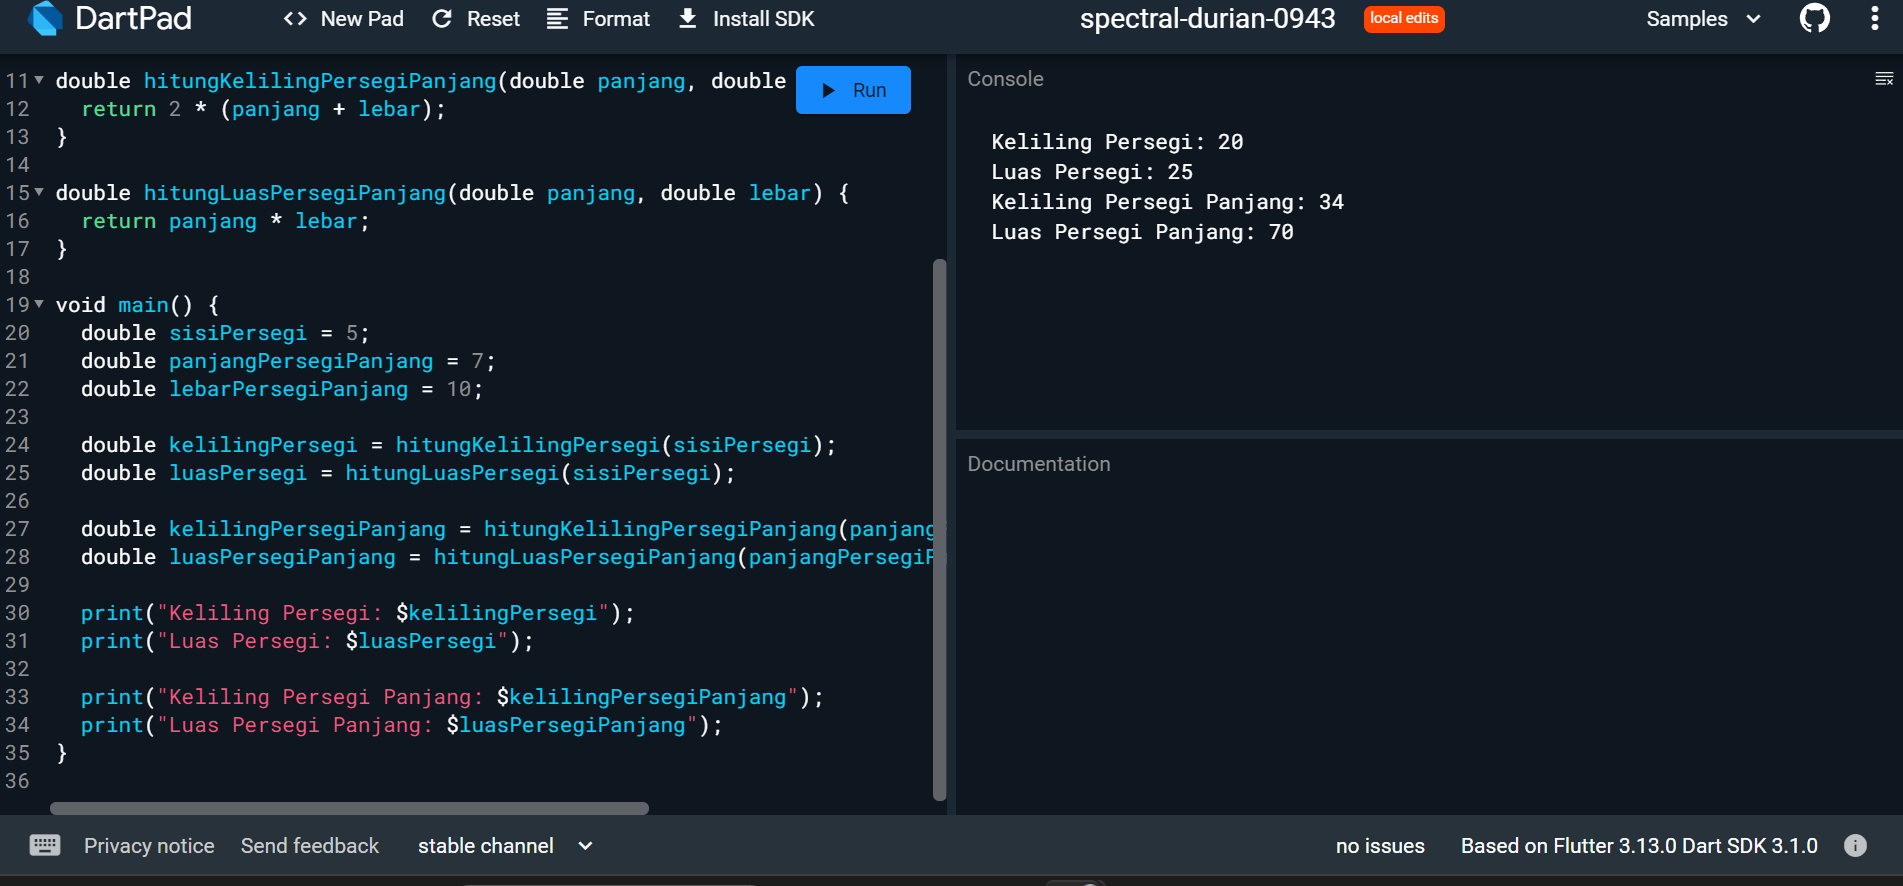 DartPad
<> New Pad
Reset
Format
Install SDK
spectral-durian-0943
local edits
Samples
11 double hitungKelilingPersegiPanjang(double panjang, double
12   return 2 * (panjang + lebar);
13 }
14
15 double hitungLuasPersegiPanjang(double panjang, double lebar) {
16   return panjang * lebar;
17 }
18
19 void main() {
20   double sisiPersegi = 5;
21   double panjangPersegiPanjang = 7;
22   double lebarPersegiPanjang = 10;
23
24   double kelilingPersegi = hitungKelilingPersegi(sisiPersegi);
25   double luasPersegi = hitungLuasPersegi(sisiPersegi);
26
27   double kelilingPersegiPanjang = hitungKelilingPersegiPanjang(panjang
28   double luasPersegiPanjang = hitungLuasPersegiPanjang(panjangPersegiP
29
30   print("Keliling Persegi: $kelilingPersegi");
31   print("Luas Persegi: $luasPersegi");
32
33   print("Keliling Persegi Panjang: $kelilingPersegiPanjang");
34   print("Luas Persegi Panjang: $luasPersegiPanjang");
35 }
36
Run
Console
Keliling Persegi: 20
Luas Persegi: 25
Keliling Persegi Panjang: 34
Luas Persegi Panjang: 70
Documentation
Privacy notice
Send feedback
stable channel
no issues
Based on Flutter 3.13.0 Dart SDK 3.1.0